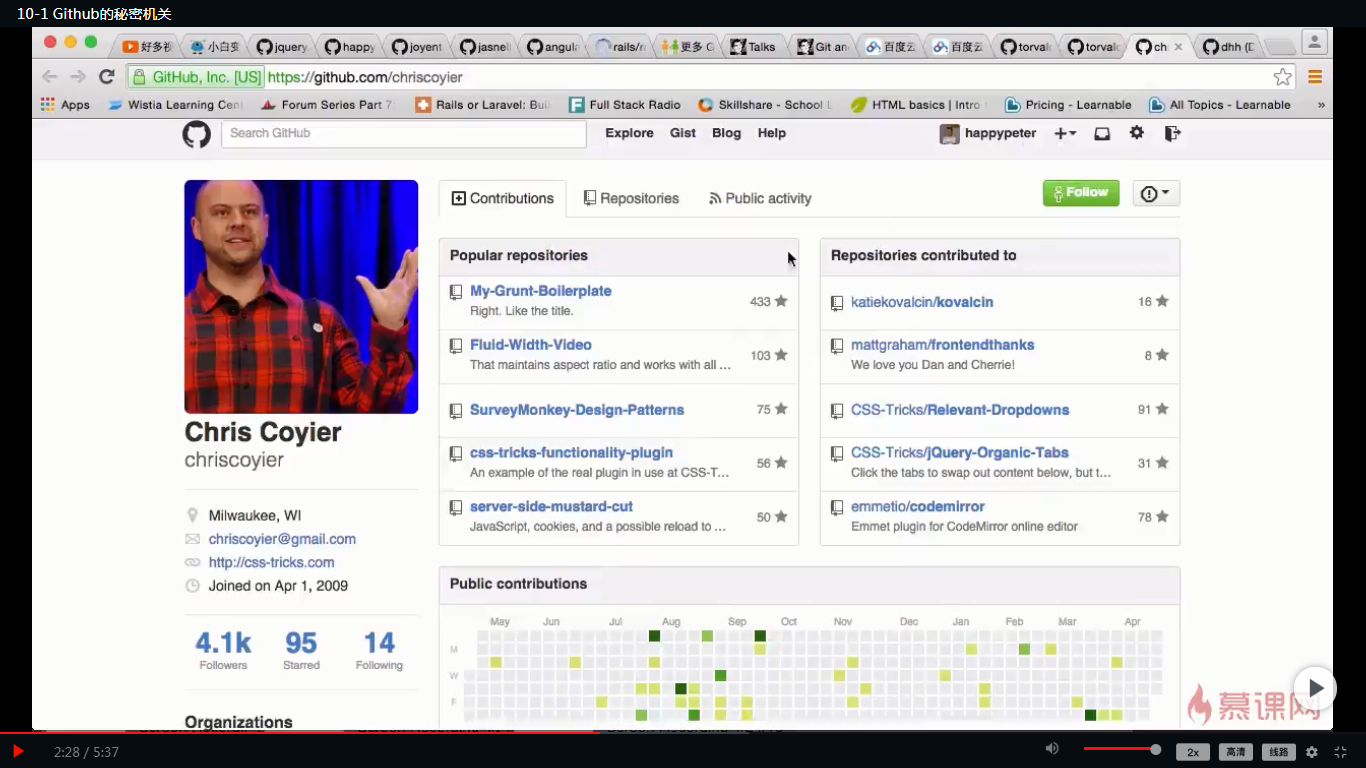 10-1 Github的秘密机关
好多视
小白变
jquery
happy
joyent
jasnel
angula
rails/r
更多 G
Talks
Git an
百度云
百度云
torval
torval
ch
dhh (D
GitHub, Inc. [US] https://github.com/chriscoyier
Apps
Wistia Learning Cent
Forum Series Part 7
Rails or Laravel: Bui
Full Stack Radio
Skillshare - School
HTML basics | Intro
Pricing - Learnable
All Topics - Learnable
»
Search GitHub
Explore Gist Blog Help
happypeter
Contributions
Repositories
Public activity
Follow
Popular repositories
My-Grunt-Boilerplate 433
Right. Like the title.
Fluid-Width-Video 103
That maintains aspect ratio and works with all …
SurveyMonkey-Design-Patterns 75
css-tricks-functionality-plugin 56
An example of the real plugin in use at CSS-T…
server-side-mustard-cut 50
JavaScript, cookies, and a possible reload to …
Repositories contributed to
katiekovalcin/kovalcin 16
mattgraham/frontendthanks 8
We love you Dan and Cherrie!
CSS-Tricks/Relevant-Dropdowns 91
CSS-Tricks/jQuery-Organic-Tabs 31
Click the tabs to swap out content below, but t…
emmetio/codemirror 78
Emmet plugin for CodeMirror online editor
Chris Coyier
chriscoyier
Milwaukee, WI
chriscoyier@gmail.com
http://css-tricks.com
Joined on Apr 1, 2009
4.1k 95 14
Followers Starred Following
Organizations
Public contributions
May Jun Jul Aug Sep Oct Nov Dec Jan Feb Mar Apr
M
W
F
慕课网
2:28 / 5:37
2x
高清
线路